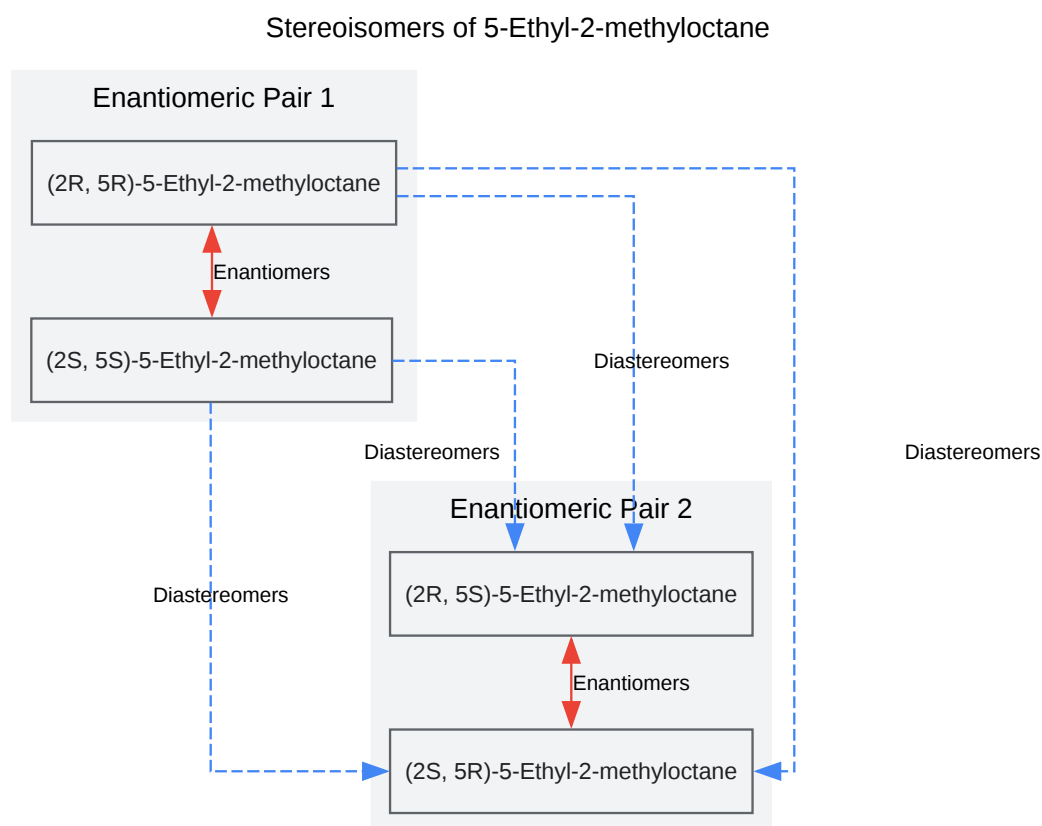 Stereoisomers of 5-Ethyl-2-methyloctane
Enantiomeric Pair 1
(2R, 5R)-5-Ethyl-2-methyloctane
Enantiomers
(2S, 5S)-5-Ethyl-2-methyloctane
Diastereomers
Diastereomers
Diastereomers
Enantiomeric Pair 2
(2R, 5S)-5-Ethyl-2-methyloctane
Diastereomers
Enantiomers
(2S, 5R)-5-Ethyl-2-methyloctane